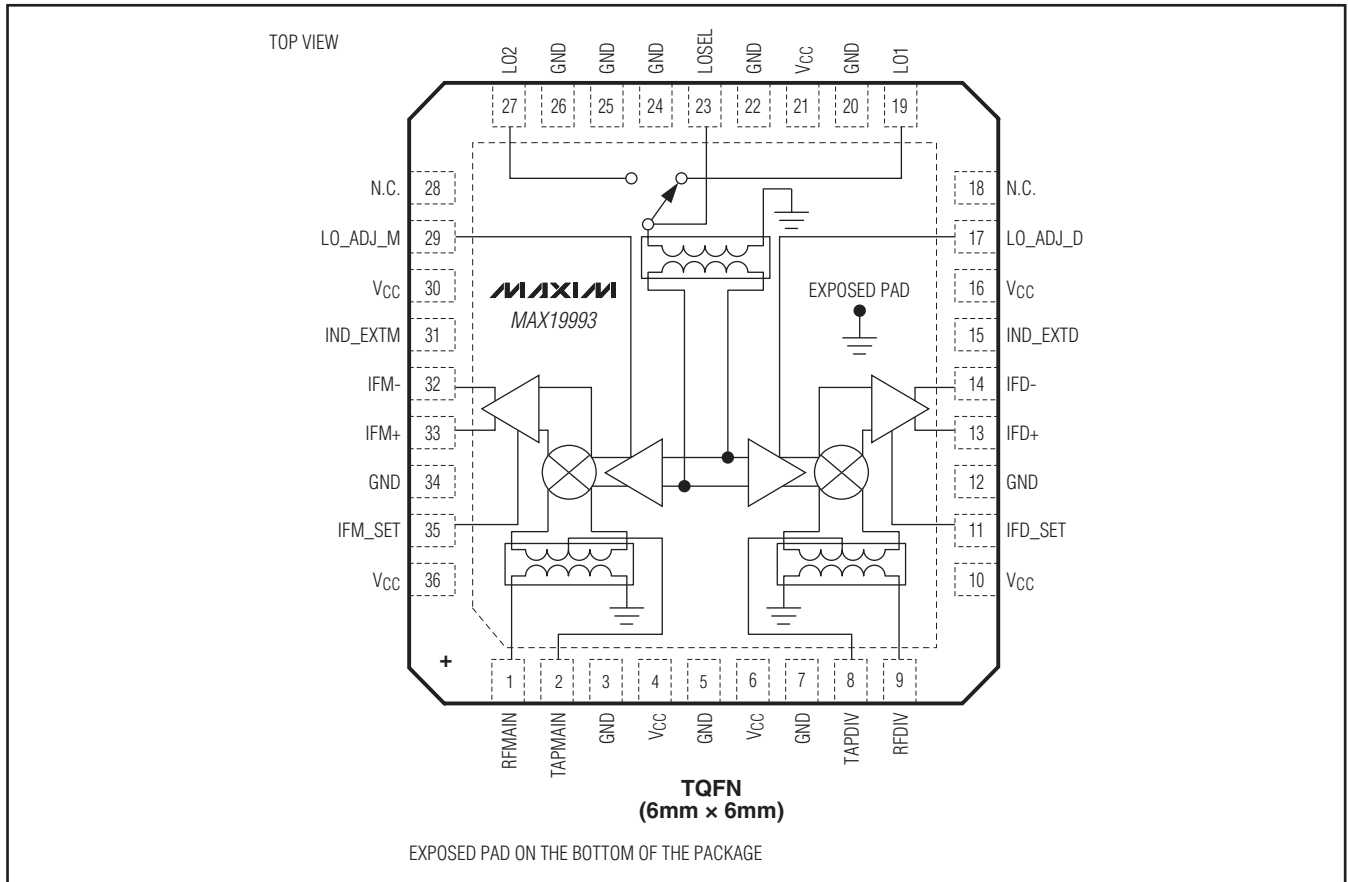 TOP VIEW
LO2
GND
GND
GND
LOSEL
GND
VCC
GND
LO1
27
26
25
24
23
22
21
20
19
N.C. 28
18 N.C.
LO_ADJ_M 29
17 LO_ADJ_D
VCC 30
MAXIM
EXPOSED PAD
16 VCC
MAX19993
IND_EXTM 31
15 IND_EXTD
IFM- 32
14 IFD-
IFM+ 33
13 IFD+
GND 34
12 GND
IFM_SET 35
11 IFD_SET
VCC 36
10 VCC
+
1
2
3
4
5
6
7
8
9
RFMAIN
TAPMAIN
GND
VCC
GND
VCC
GND
TAPDIV
RFDIV
TQFN
(6mm × 6mm)
EXPOSED PAD ON THE BOTTOM OF THE PACKAGE